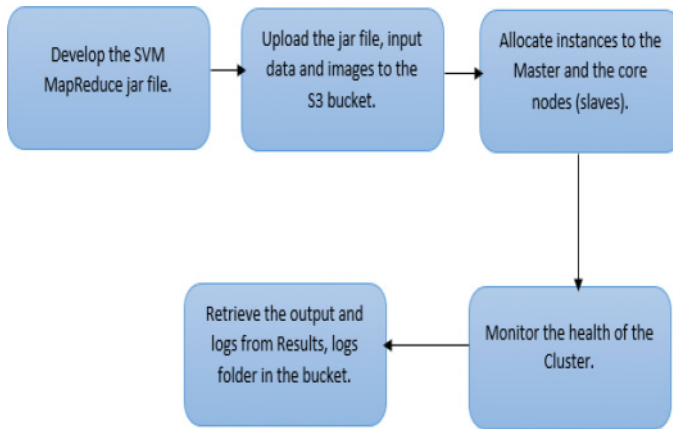 Develop the SVM
MapReduce jar file.
Upload the jar file, input
data and images to the
S3 bucket.
Allocate instances to the
Master and the core
nodes (slaves).
Monitor the health of the
Cluster.
Retrieve the output and
logs from Results, logs
folder in the bucket.